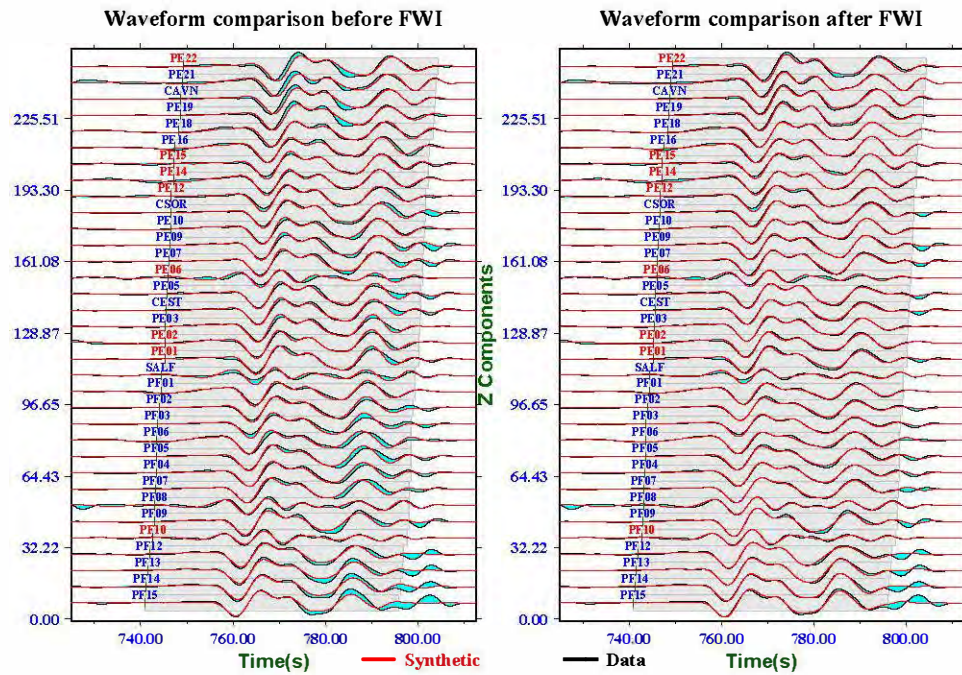 Waveform comparison before FWI
PE22
PE21
CAVN
PE19
PE18
PE16
PE15
PE14
PE12
CSOR
PE10
PE09
PE07
PE06
PE05
CEST
PE03
PE02
PE01
SALF
PF01
PF02
PF03
PF06
PF05
PF04
PF07
PF08
PF09
PF10
PF12
PF13
PF14
PF15
225.51
193.30
161.08
128.87
96.65
64.43
32.22
0.00
740.00 760.00 780.00 800.00
Time(s)
Waveform comparison after FWI
Z Components
PE22
PE21
CAVN
PE19
PE18
PE16
PE15
PE14
PE12
CSOR
PE10
PE09
PE07
PE06
PE05
CEST
PE03
PE02
PE01
SALF
PF01
PF02
PF03
PF06
PF05
PF04
PF07
PF08
PF09
PF10
PF12
PF13
PF14
PF15
225.51
193.30
161.08
128.87
96.65
64.43
32.22
0.00
740.00 760.00 780.00 800.00
Time(s)
Synthetic
Data